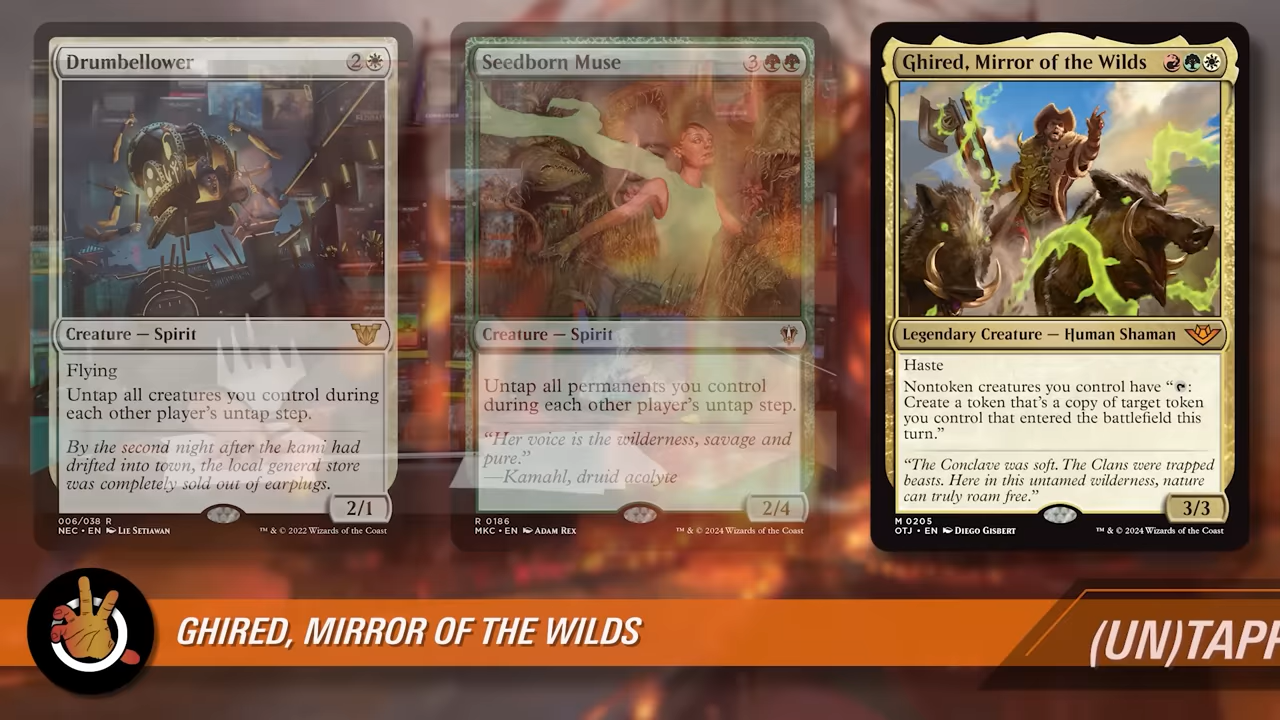 Drumbellower 2
Creature — Spirit
Flying
Untap all creatures you control during
each other player's untap step.
By the second night after the kami had
drifted into town, the local general store
was completely sold out of earplugs.
2/1
006/038 R
NEC • EN LIE SETIAWAN ™ & © 2022 Wizards of the Coast
Seedborn Muse 3
Creature — Spirit
Untap all permanents you control
during each other player's untap step.
“Her voice is the wilderness, savage and
pure.”
—Kamahl, druid acolyte
2/4
R 0186
MKC • EN ADAM REX ™ & © 2024 Wizards of the Coast
Ghired, Mirror of the Wilds
Legendary Creature — Human Shaman
Haste
Nontoken creatures you control have “:
Create a token that's a copy of target token
you control that entered the battlefield this
turn.”
“The Conclave was soft. The Clans were trapped
beasts. Here in this untamed wilderness, nature
can truly roam free.”
3/3
M 0205
OTJ • EN DIEGO GISBERT ™ & © 2024 Wizards of the Coast
GHIRED, MIRROR OF THE WILDS
(UN)TAPP